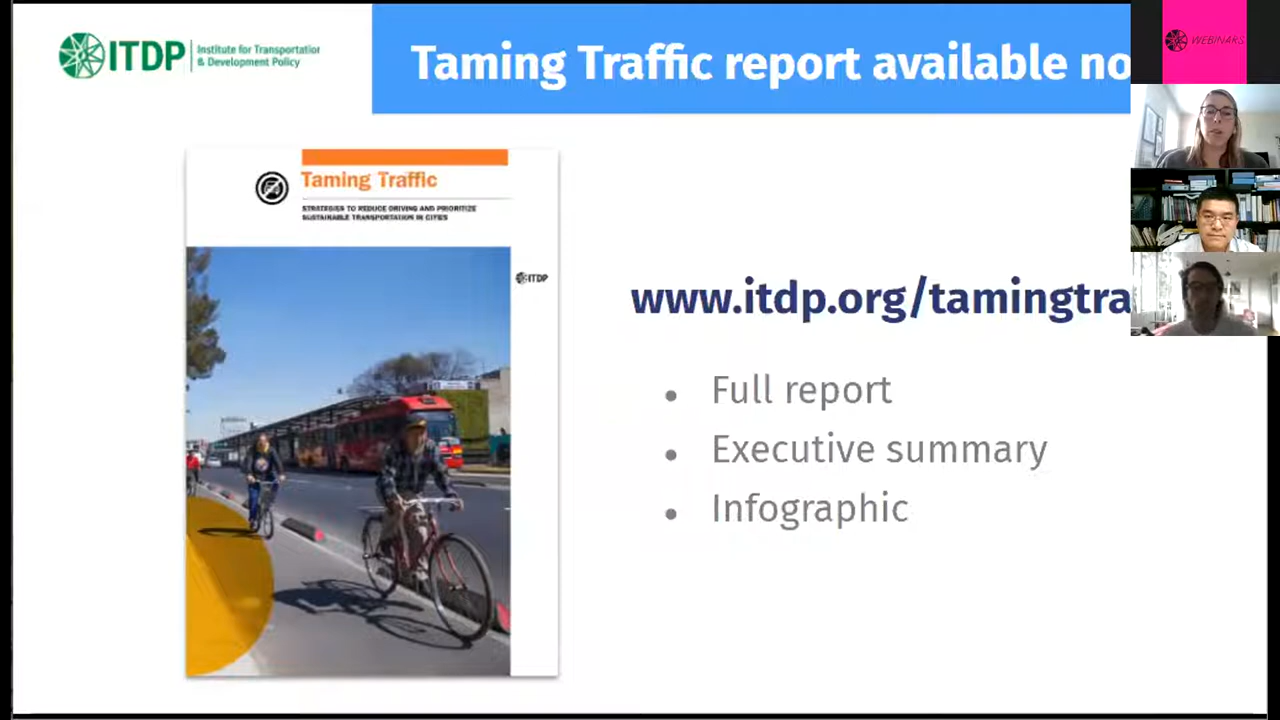 ITDP
Institute for Transportation
& Development Policy
Taming Traffic report available no
WEBINARS
Taming Traffic
STRATEGIES TO REDUCE DRIVING AND PRIORITIZE
SUSTAINABLE TRANSPORTATION IN CITIES
ITDP
www.itdp.org/tamingtra
• Full report
• Executive summary
• Infographic